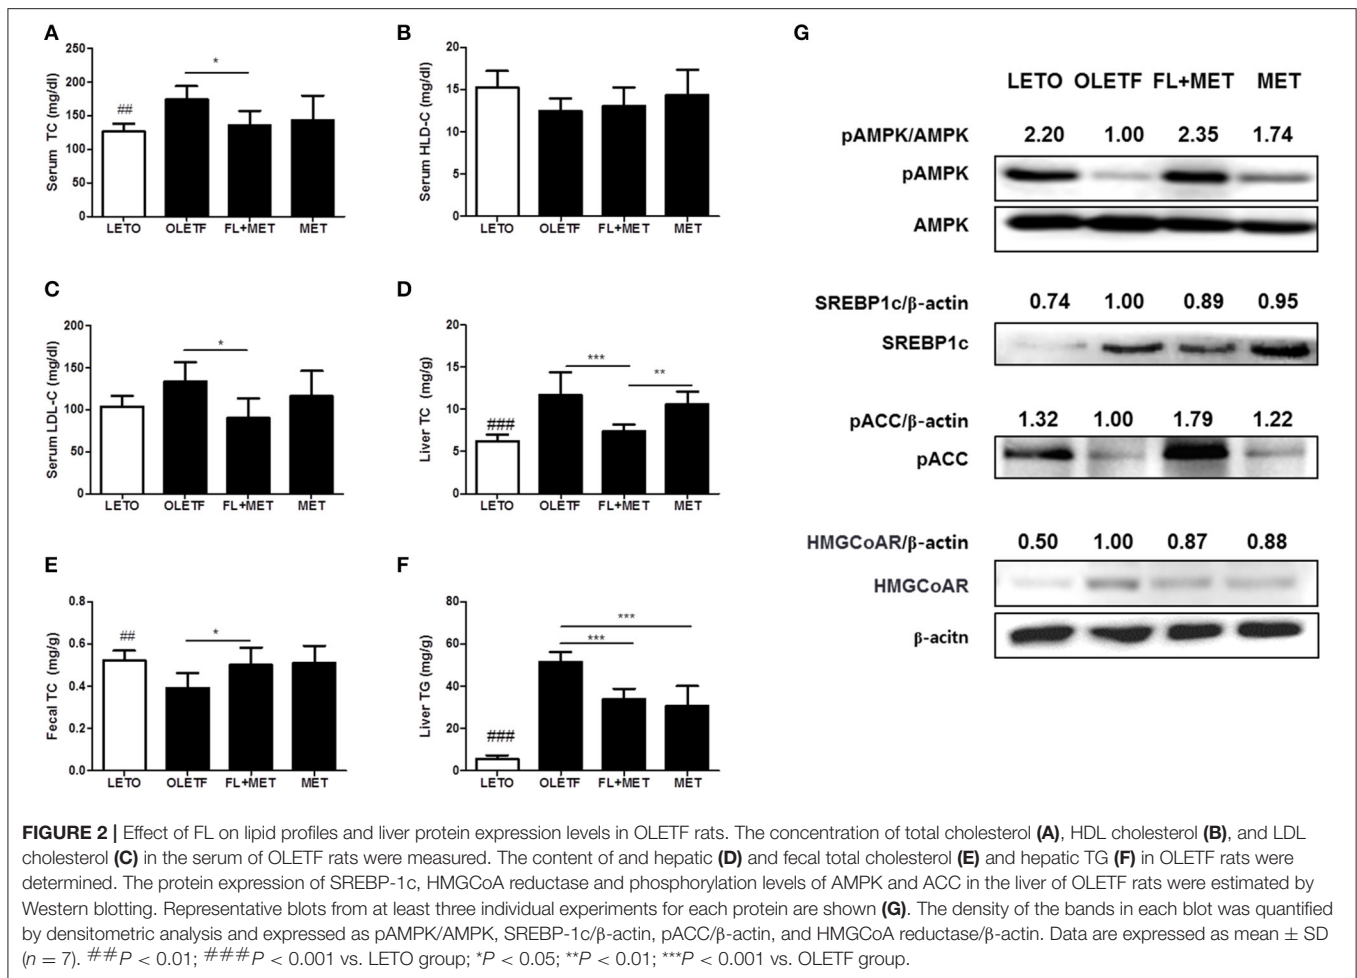 A
Serum TC (mg/dl)
250
200
150
100
50
0
##
*
LETO OLETF FL+MET MET
B
Serum HLD-C (mg/dl)
20
15
10
5
0
LETO OLETF FL+MET MET
C
Serum LDL-C (mg/dl)
200
150
100
50
0
*
LETO OLETF FL+MET MET
D
Liver TC (mg/g)
20
15
10
5
0
###
***
**
LETO OLETF FL+MET MET
E
Fecal TC (mg/g)
0.8
0.6
0.4
0.2
0.0
##
*
LETO OLETF FL+MET MET
F
Liver TG (mg/g)
80
60
40
20
0
###
***
***
LETO OLETF FL+MET MET
G
LETO OLETF FL+MET MET
pAMPK/AMPK 2.20 1.00 2.35 1.74
pAMPK
AMPK
SREBP1c/β-actin 0.74 1.00 0.89 0.95
SREBP1c
pACC/β-actin 1.32 1.00 1.79 1.22
pACC
HMGCoAR/β-actin 0.50 1.00 0.87 0.88
HMGCoAR
β-acitn
FIGURE 2 | Effect of FL on lipid profiles and liver protein expression levels in OLETF rats. The concentration of total cholesterol (A), HDL cholesterol (B), and LDL
cholesterol (C) in the serum of OLETF rats were measured. The content of and hepatic (D) and fecal total cholesterol (E) and hepatic TG (F) in OLETF rats were
determined. The protein expression of SREBP-1c, HMGCoA reductase and phosphorylation levels of AMPK and ACC in the liver of OLETF rats were estimated by
Western blotting. Representative blots from at least three individual experiments for each protein are shown (G). The density of the bands in each blot was quantified
by densitometric analysis and expressed as pAMPK/AMPK, SREBP-1c/β-actin, pACC/β-actin, and HMGCoA reductase/β-actin. Data are expressed as mean ± SD
(n = 7). ##P < 0.01; ###P < 0.001 vs. LETO group; *P < 0.05; **P < 0.01; ***P < 0.001 vs. OLETF group.